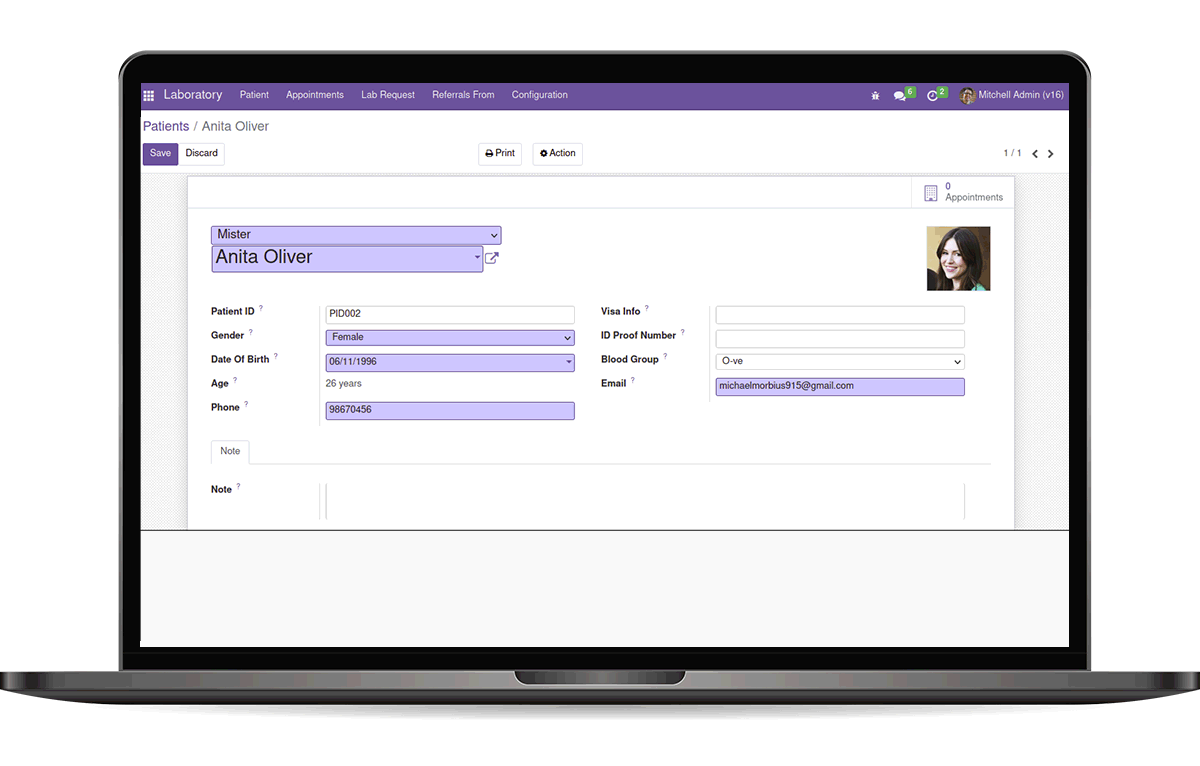 Laboratory Patient Appointments Lab Request Referrals From Configuration 6 2 Mitchell Admin (v16)
Patients / Anita Oliver
Save Discard Print Action 1 / 1
0
Appointments
Mister
Anita Oliver
Patient ID ? PID002 Visa Info ?
Gender ? Female ID Proof Number ?
Date Of Birth ? 06/11/1996 Blood Group ? O-ve
Age ? 26 years Email ? michaelmorbius915@gmail.com
Phone ? 98670456
Note
Note ?